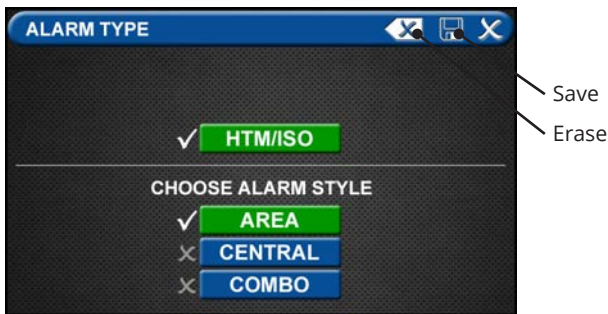 ALARM TYPE
Save
Erase
HTM/ISO
CHOOSE ALARM STYLE
AREA
CENTRAL
COMBO